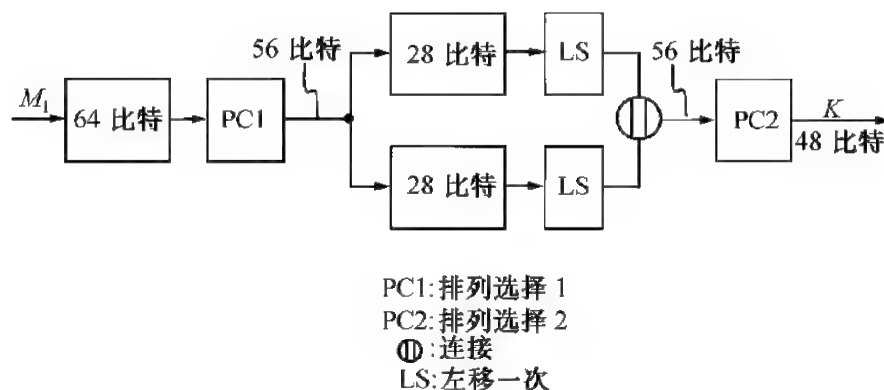 56 比特
28 比特
LS
56 比特
M₁
64 比特
PC1
PC2
K
48 比特
28 比特
LS
PC1:排列选择 1
PC2:排列选择 2
:连接
LS:左移一次